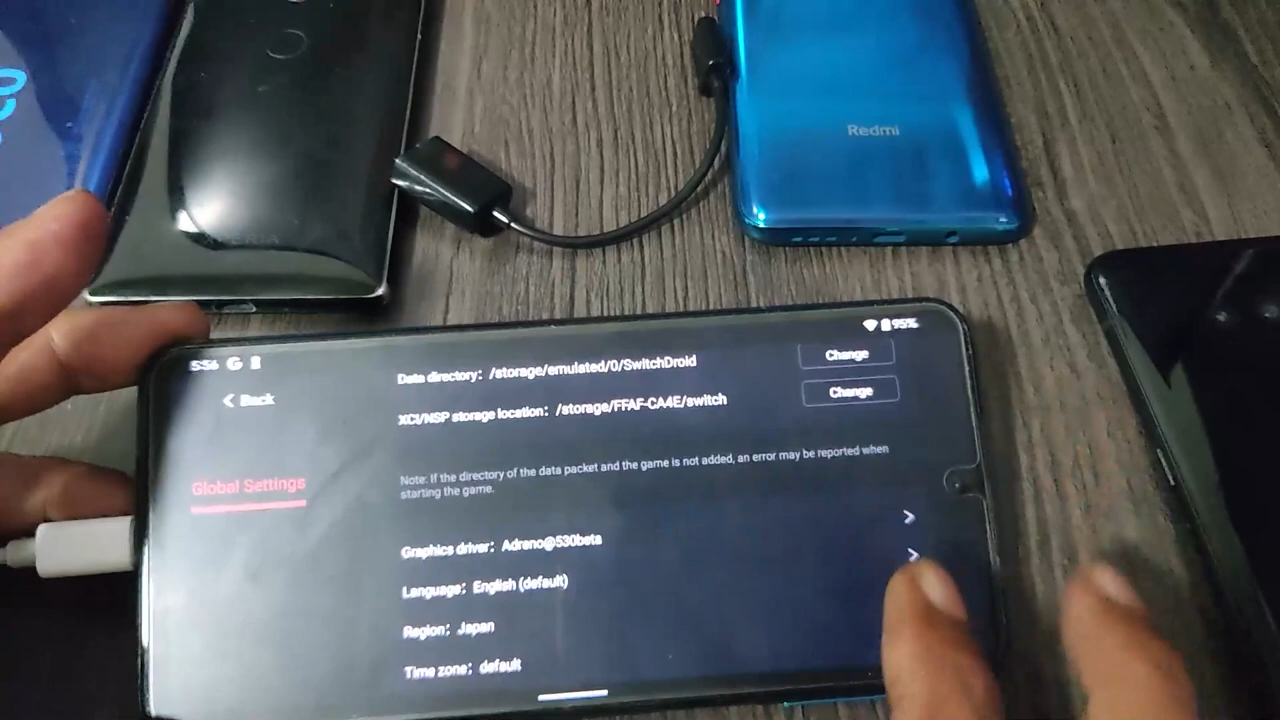 Redmi
5:56 G 95%
Back
Data directory: /storage/emulated/0/SwitchDroid
Change
XCI/NSP storage location: /storage/FFAF-CA4E/switch
Change
Global Settings
Note: If the directory of the data packet and the game is not added, an error may be reported when
starting the game.
Graphics driver: Adreno@530beta
Language: English (default)
Region: Japan
Time zone: default